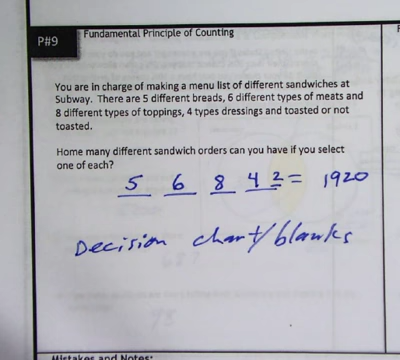 P#9
Fundamental Principle of Counting
You are in charge of making a menu list of different sandwiches at
Subway. There are 5 different breads, 6 different types of meats and
8 different types of toppings, 4 types dressings and toasted or not
toasted.
Home many different sandwich orders can you have if you select
one of each?
5 6 8 4 2 = 1920
Decision chart/blanks
Mistakes and Notes: